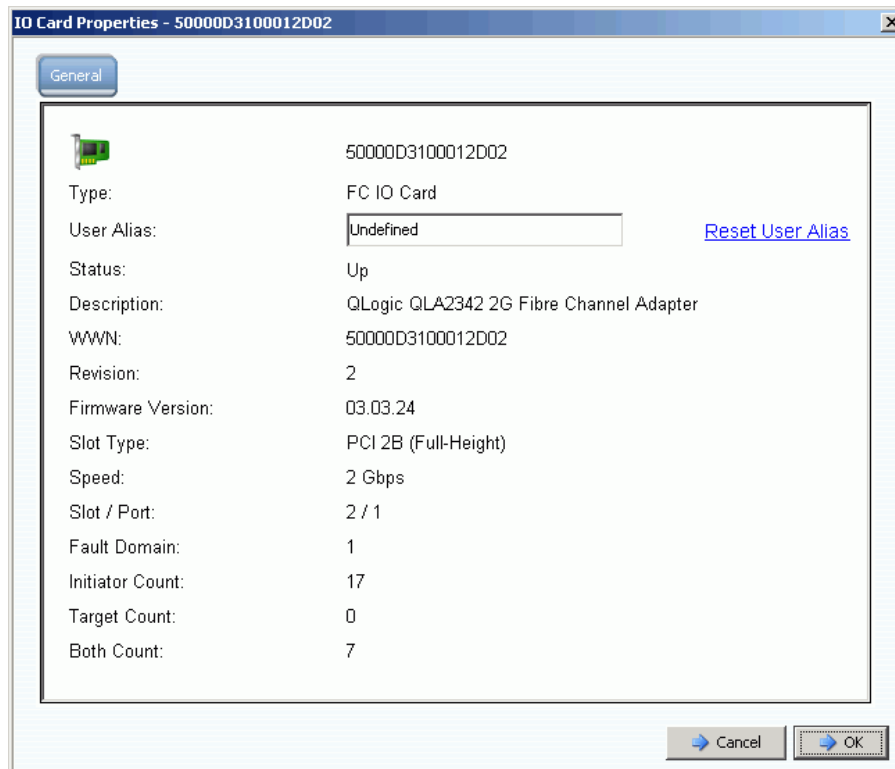 IO Card Properties - 50000D3100012D02
General
50000D3100012D02
Type: FC IO Card
User Alias: Undefined Reset User Alias
Status: Up
Description: QLogic QLA2342 2G Fibre Channel Adapter
WWN: 50000D3100012D02
Revision: 2
Firmware Version: 03.03.24
Slot Type: PCI 2B (Full-Height)
Speed: 2 Gbps
Slot / Port: 2 / 1
Fault Domain: 1
Initiator Count: 17
Target Count: 0
Both Count: 7
Cancel OK